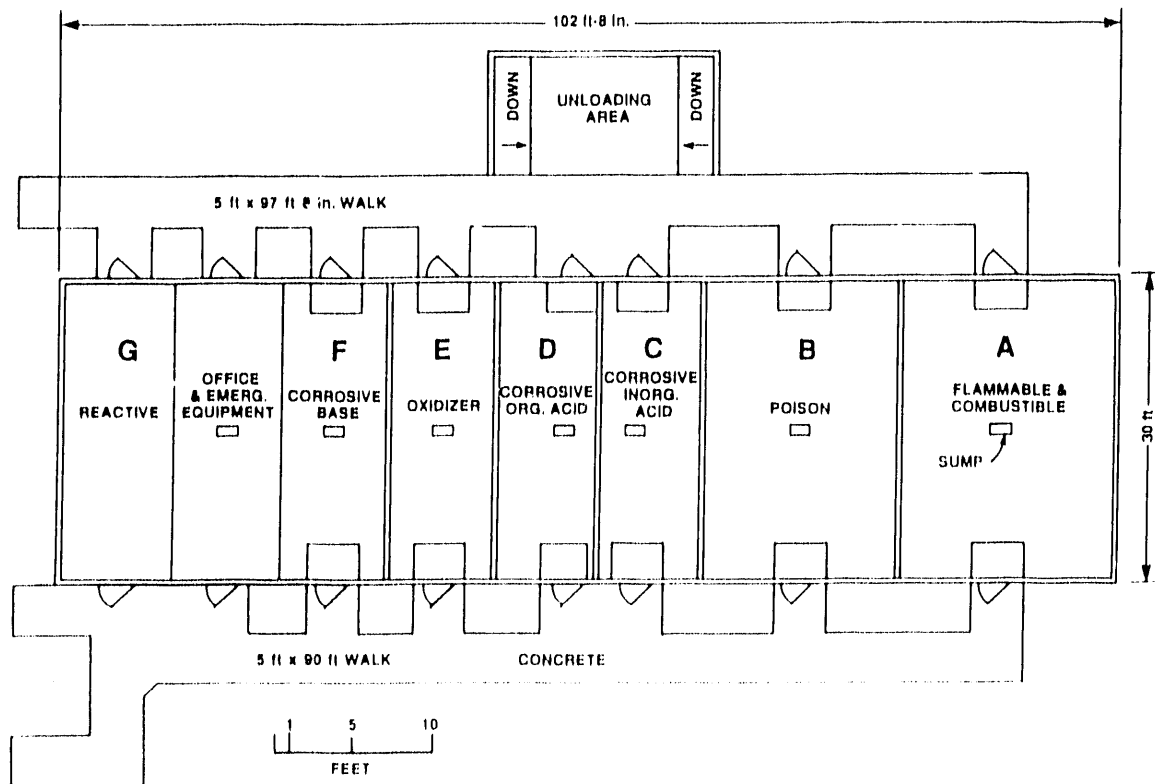 102 ft-8 in.
DOWN
UNLOADING
AREA
DOWN
5 ft x 97 ft 8 in. WALK
G
REACTIVE
OFFICE
& EMERG.
EQUIPMENT
F
CORROSIVE
BASE
E
OXIDIZER
D
CORROSIVE
ORG. ACID
C
CORROSIVE
INORG.
ACID
B
POISON
A
FLAMMABLE &
COMBUSTIBLE
SUMP
30 ft
5 ft x 90 ft WALK
CONCRETE
1 5 10
FEET